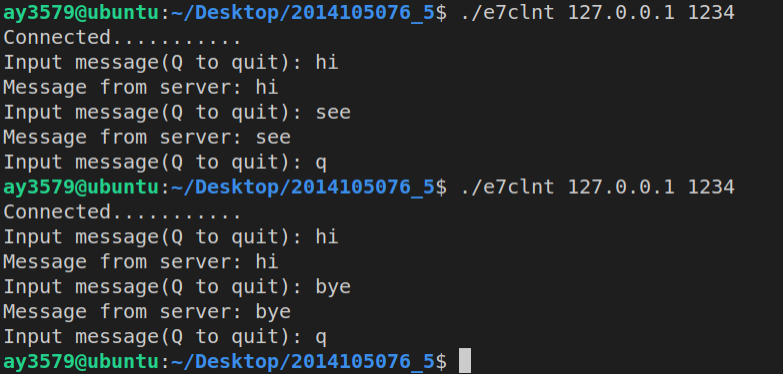 ay3579@ubuntu:~/Desktop/2014105076_5$ ./e7clnt 127.0.0.1 1234
Connected...........
Input message(Q to quit): hi
Message from server: hi
Input message(Q to quit): see
Message from server: see
Input message(Q to quit): q
ay3579@ubuntu:~/Desktop/2014105076_5$ ./e7clnt 127.0.0.1 1234
Connected...........
Input message(Q to quit): hi
Message from server: hi
Input message(Q to quit): bye
Message from server: bye
Input message(Q to quit): q
ay3579@ubuntu:~/Desktop/2014105076_5$